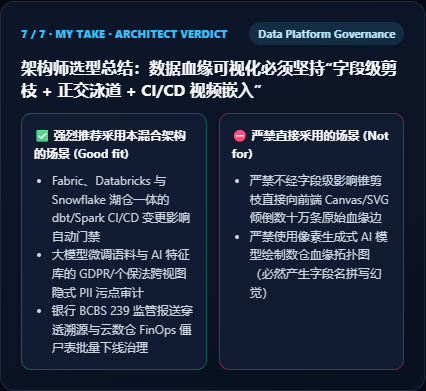 7 / 7 · MY TAKE · ARCHITECT VERDICT
Data Platform Governance
架构师选型总结：数据血缘可视化必须坚持“字段级剪
枝 + 正交泳道 + CI/CD 视频嵌入”
✅ 强烈推荐采用本混合架构
的场景 (Good fit)
• Fabric、Databricks 与
Snowflake 湖仓一体的
dbt/Spark CI/CD 变更影响
自动门禁
• 大模型微调语料与 AI 特征
库的 GDPR/个保法跨视图
隐式 PII 污点审计
• 银行 BCBS 239 监管报送穿
透溯源与云数仓 FinOps 僵
尸表批量下线治理
⛔ 严禁直接采用的场景 (Not
for)
• 严禁不经字段级影响锥剪
枝直接向前端 Canvas/SVG
倾倒数十万条原始血缘边
• 严禁使用像素生成式 AI 模
型绘制数仓血缘拓扑图
（必然产生字段名拼写幻
觉）